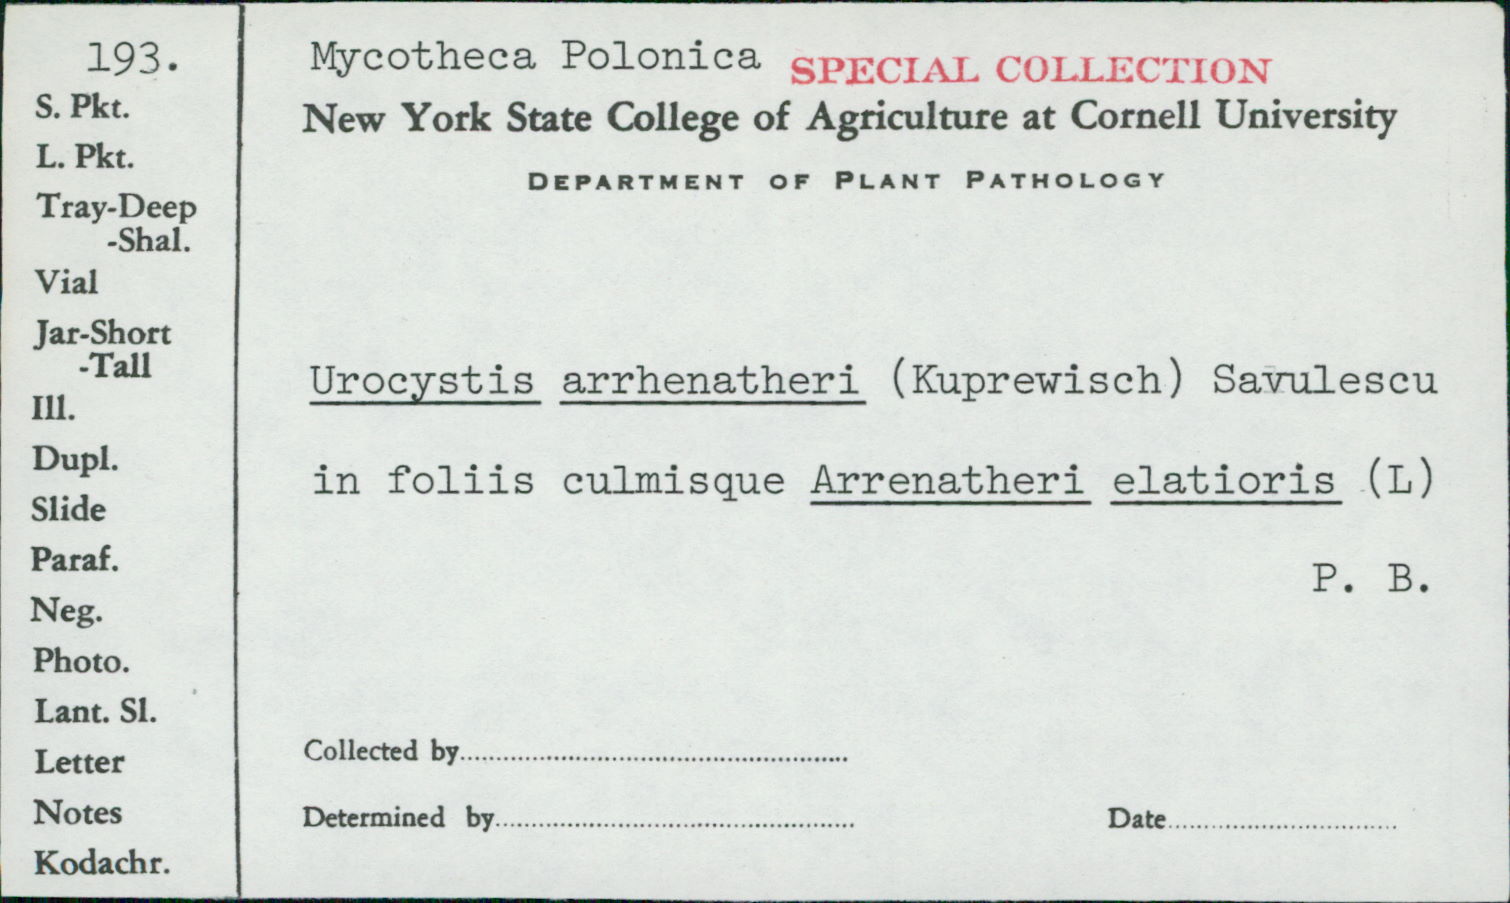 193.
S. Pkt.
L. Pkt.
Tray-Deep
-Shal.
Vial
Jar-Short
-Tall
Ill.
Dupl.
Slide
Paraf.
Neg.
Photo.
Lant. Sl.
Letter
Notes
Kodachr.
Mycotheca Polonica SPECIAL COLLECTION
New York State College of Agriculture at Cornell University
DEPARTMENT OF PLANT PATHOLOGY
Urocystis arrhenatheri (Kuprewisch) Savulescu
in foliis culmisque Arrenatheri elatioris (L)
P. B.
Collected by
Determined by Date